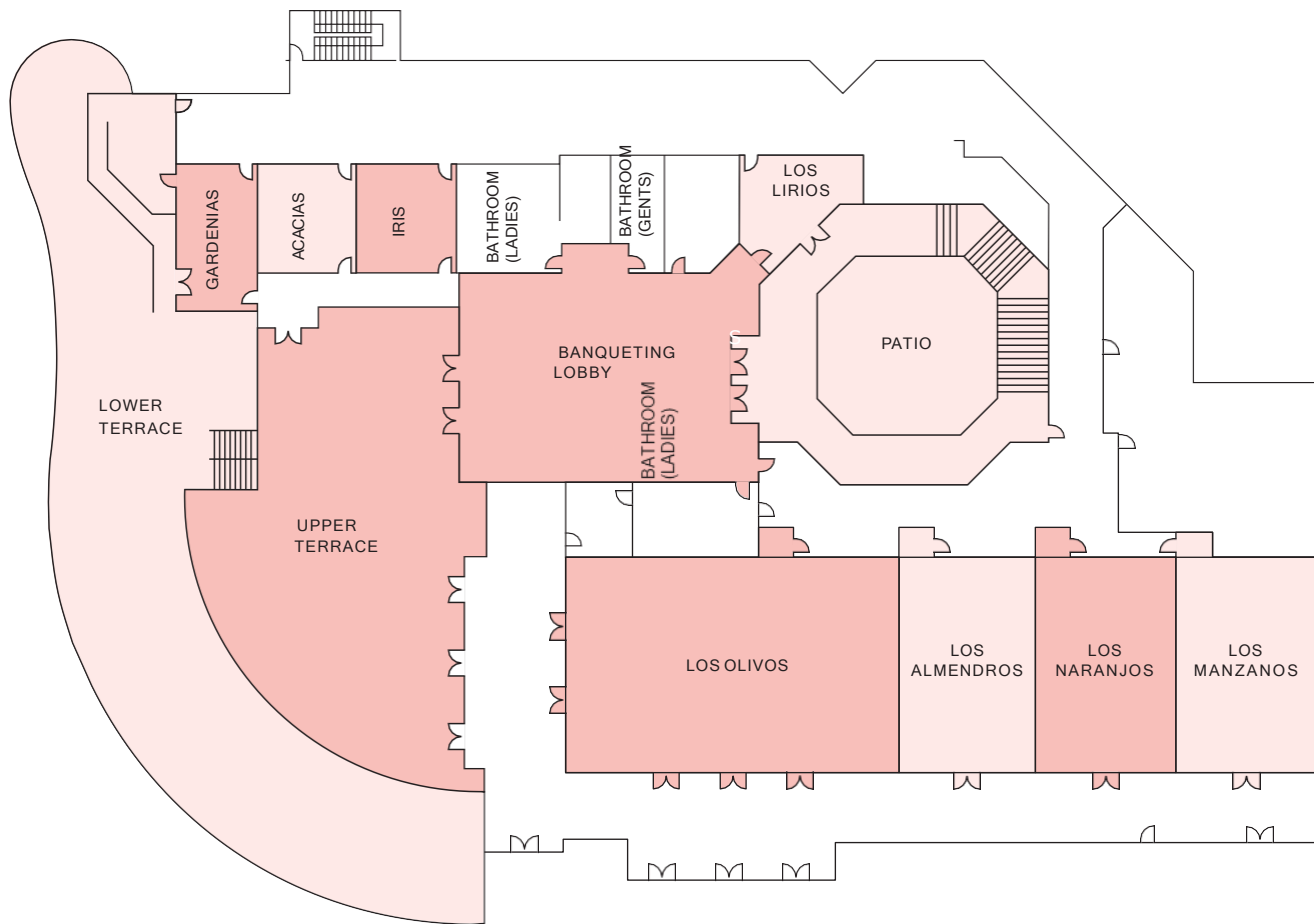 BATHROOM
(GENTS)
LOS
LIRIOS
GARDENIAS
ACACIAS
IRIS
BATHROOM
(LADIES)
S
BANQUETING
LOBBY
PATIO
BATHROOM
(LADIES)
LOWER
TERRACE
UPPER
TERRACE
LOS OLIVOS
LOS
ALMENDROS
LOS
NARANJOS
LOS
MANZANOS